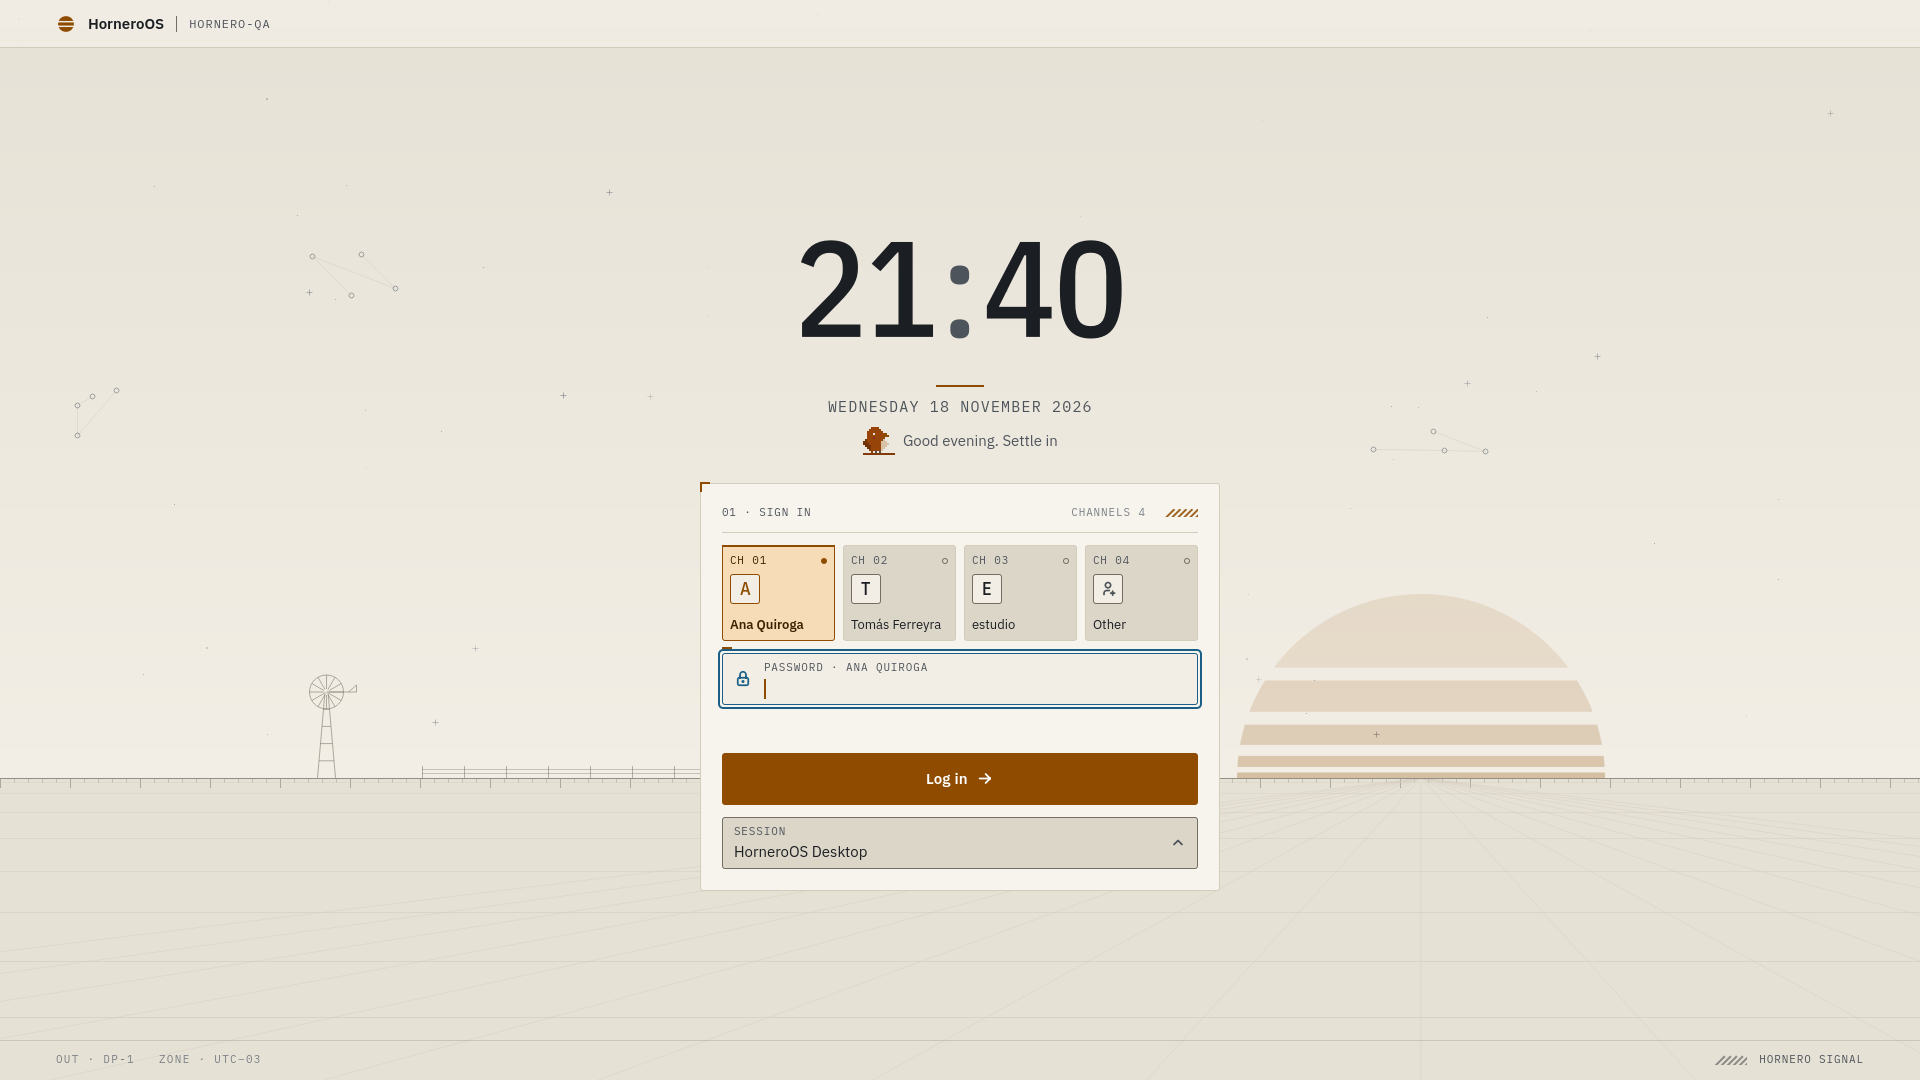 HorneroOS HORNERO-QA
21:40
WEDNESDAY 18 NOVEMBER 2026
Good evening. Settle in
01 · SIGN IN CHANNELS 4
CH 01 CH 02 CH 03 CH 04
A T E
Ana Quiroga Tomás Ferreyra estudio Other
PASSWORD · ANA QUIROGA
Log in
SESSION
HorneroOS Desktop
OUT · DP-1 ZONE · UTC−03 HORNERO SIGNAL